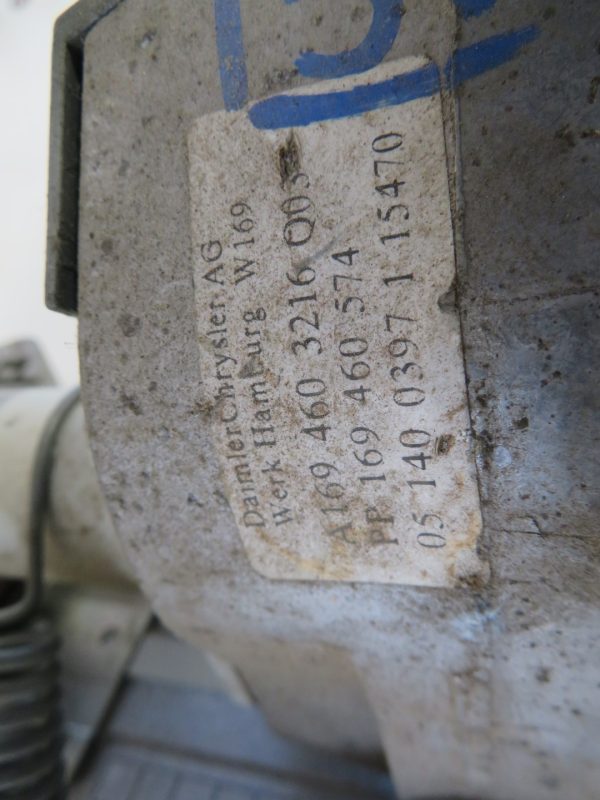 DaimlerChrysler AG
Werk Hamburg W169
A169 460 3216 Q03
PP 169 460 574
05 140 0397 1 15470